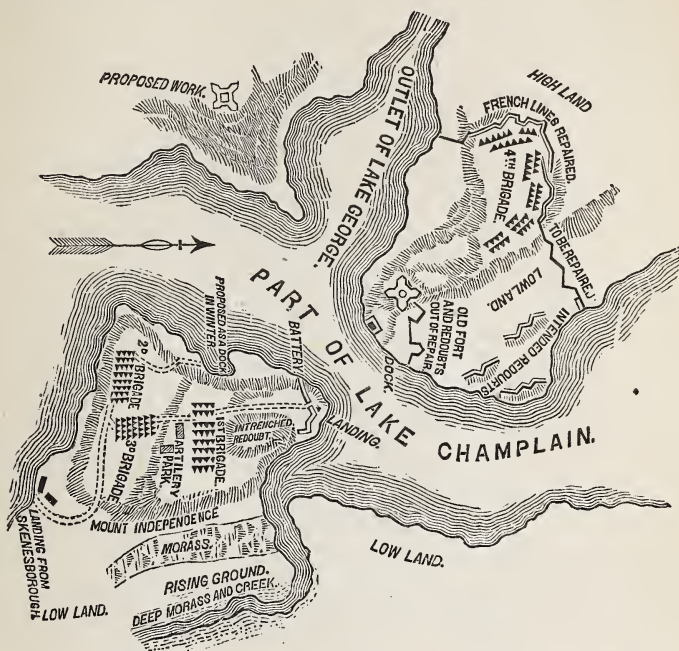 PROPOSED WORK.
OUTLET OF LAKE GEORGE.
HIGH LAND
FRENCH LINES REPAIRED.
4TH BRIGADE.
TO BE REPAIRED
LOWLAND.
INTENDED REDOUBTS
OLD FORT
AND REDOUBTS
OUT OF REPAIR
DOCK.
PART OF LAKE CHAMPLAIN.
PROPOSED AS A DOCK
IN WINTER
BATTERY
LANDING.
2D BRIGADE
3D BRIGADE
1ST BRIGADE.
ARTILERY
PARK.
INTRENCHED
REDOUBT.
MOUNT INDEPENDENCE
MORASS.
RISING GROUND.
DEEP MORASS AND CREEK.
LANDING FROM
SKENESBOROUGH.
LOW LAND.
LOW LAND.